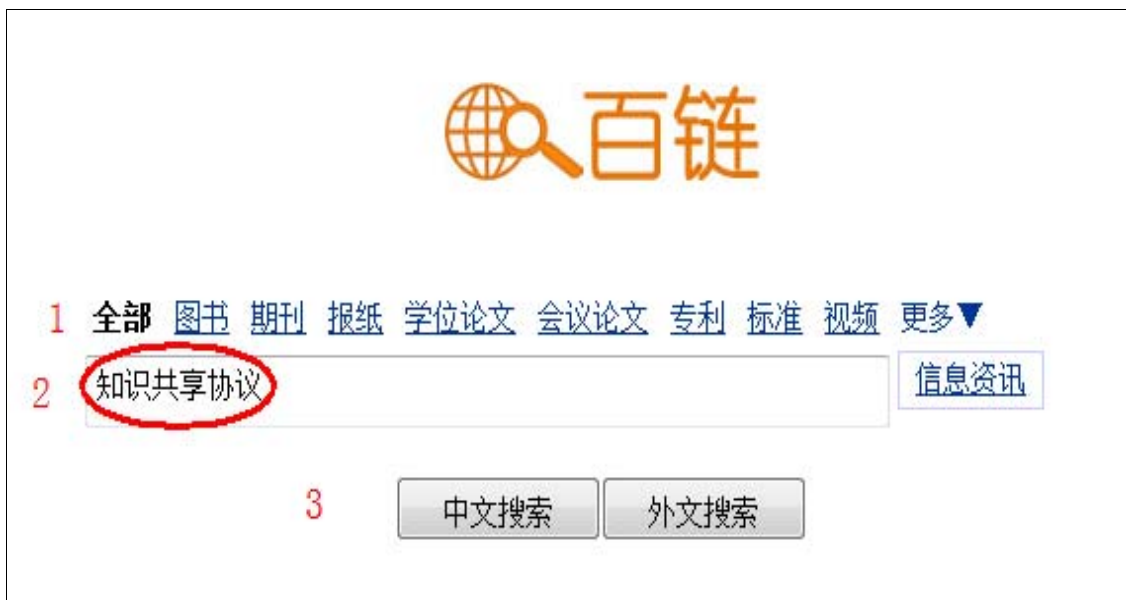 百链
1 全部 图书 期刊 报纸 学位论文 会议论文 专利 标准 视频 更多▼
2 知识共享协议 信息资讯
3 中文搜索 外文搜索